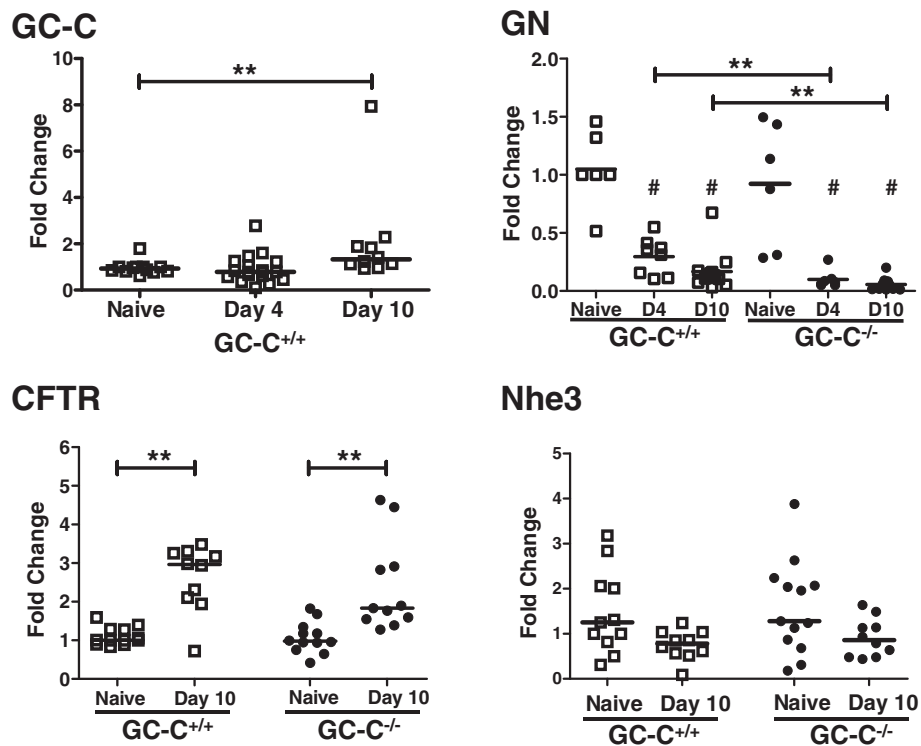 GC-C
10
8
6
4
2
0
Fold Change
**
Naive Day 4 Day 10
GC-C+/+
GN
2.0
1.5
1.0
0.5
0.0
Fold Change
**
**
# # # #
Naive D4 D10 Naive D4 D10
GC-C+/+ GC-C-/-
CFTR
6
5
4
3
2
1
0
Fold Change
** **
Naive Day 10 Naive Day 10
GC-C+/+ GC-C-/-
Nhe3
5
4
3
2
1
0
Fold Change
Naive Day 10 Naive Day 10
GC-C+/+ GC-C-/-